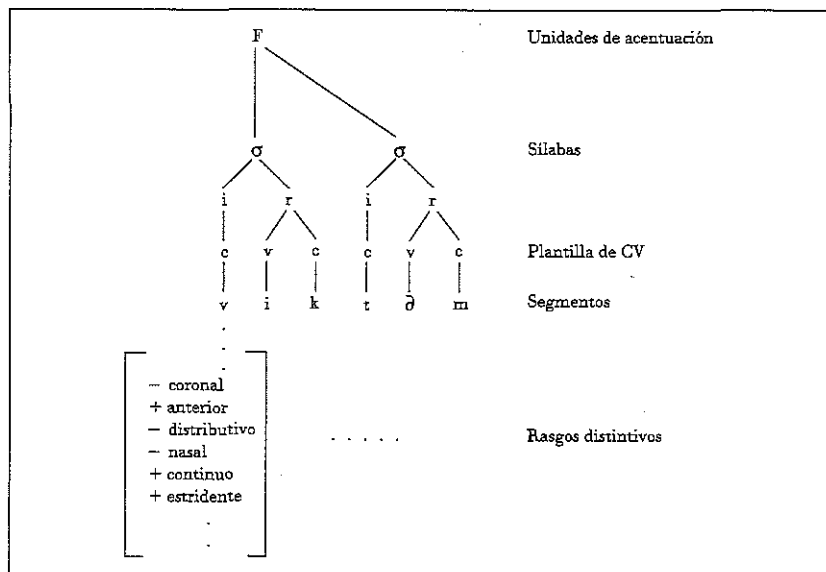 F Unidades de acentuación
σ σ Sílabas
i r i r
c v c c v c Plantilla de CV
v i k t ∂ m Segmentos
− coronal
+ anterior
− distributivo
− nasal
+ continuo
+ estridente
Rasgos distintivos